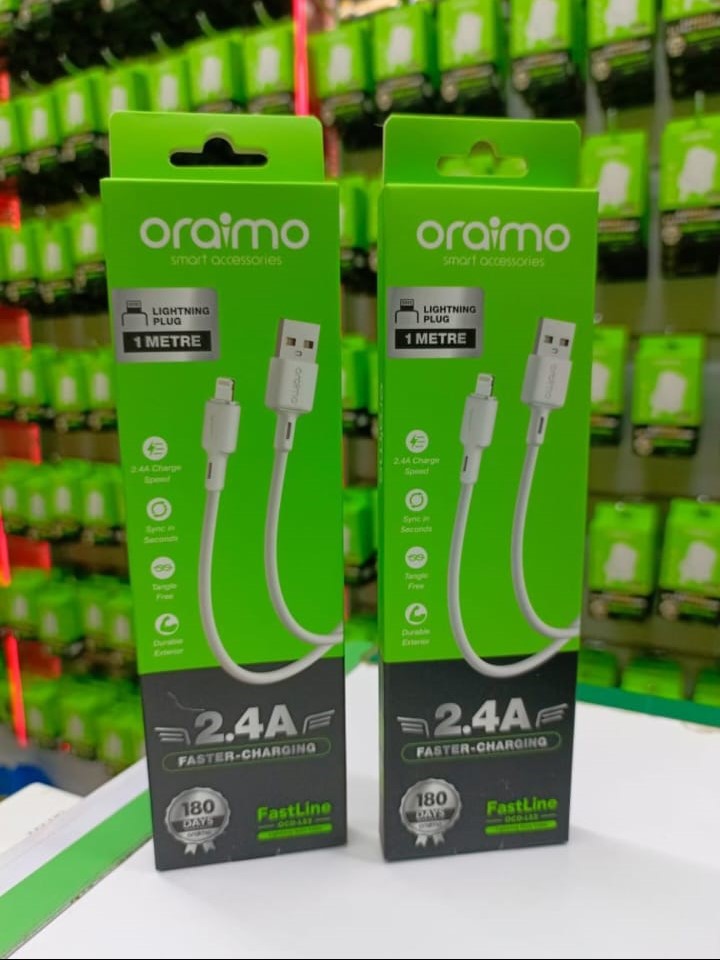 oraimo
smart accessories
LIGHTNING
PLUG
1 METRE
oraimo
2.4A Charge
Speed
Sync in
Seconds
Tangle
Free
Durable
Exterior
2.4A
FASTER-CHARGING
180
DAYS
FastLine
oraimo
smart accessories
LIGHTNING
PLUG
1 METRE
oraimo
2.4A Charge
Speed
Sync in
Seconds
Tangle
Free
Durable
Exterior
2.4A
FASTER-CHARGING
180
DAYS
FastLine